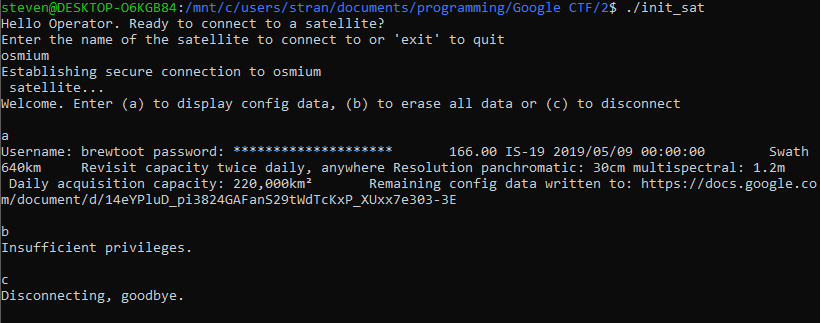 steven@DESKTOP-O6KGB84:/mnt/c/users/stran/documents/programming/Google CTF/2$ ./init_sat
Hello Operator. Ready to connect to a satellite?
Enter the name of the satellite to connect to or 'exit' to quit
osmium
Establishing secure connection to osmium
 satellite...
Welcome. Enter (a) to display config data, (b) to erase all data or (c) to disconnect
a
Username: brewtoot password: ********************       166.00 IS-19 2019/05/09 00:00:00        Swath
640km     Revisit capacity twice daily, anywhere Resolution panchromatic: 30cm multispectral: 1.2m
 Daily acquisition capacity: 220,000km²       Remaining config data written to: https://docs.google.co
m/document/d/14eYPluD_pi3824GAFanS29tWdTcKxP_XUxx7e303-3E
b
Insufficient privileges.
c
Disconnecting, goodbye.